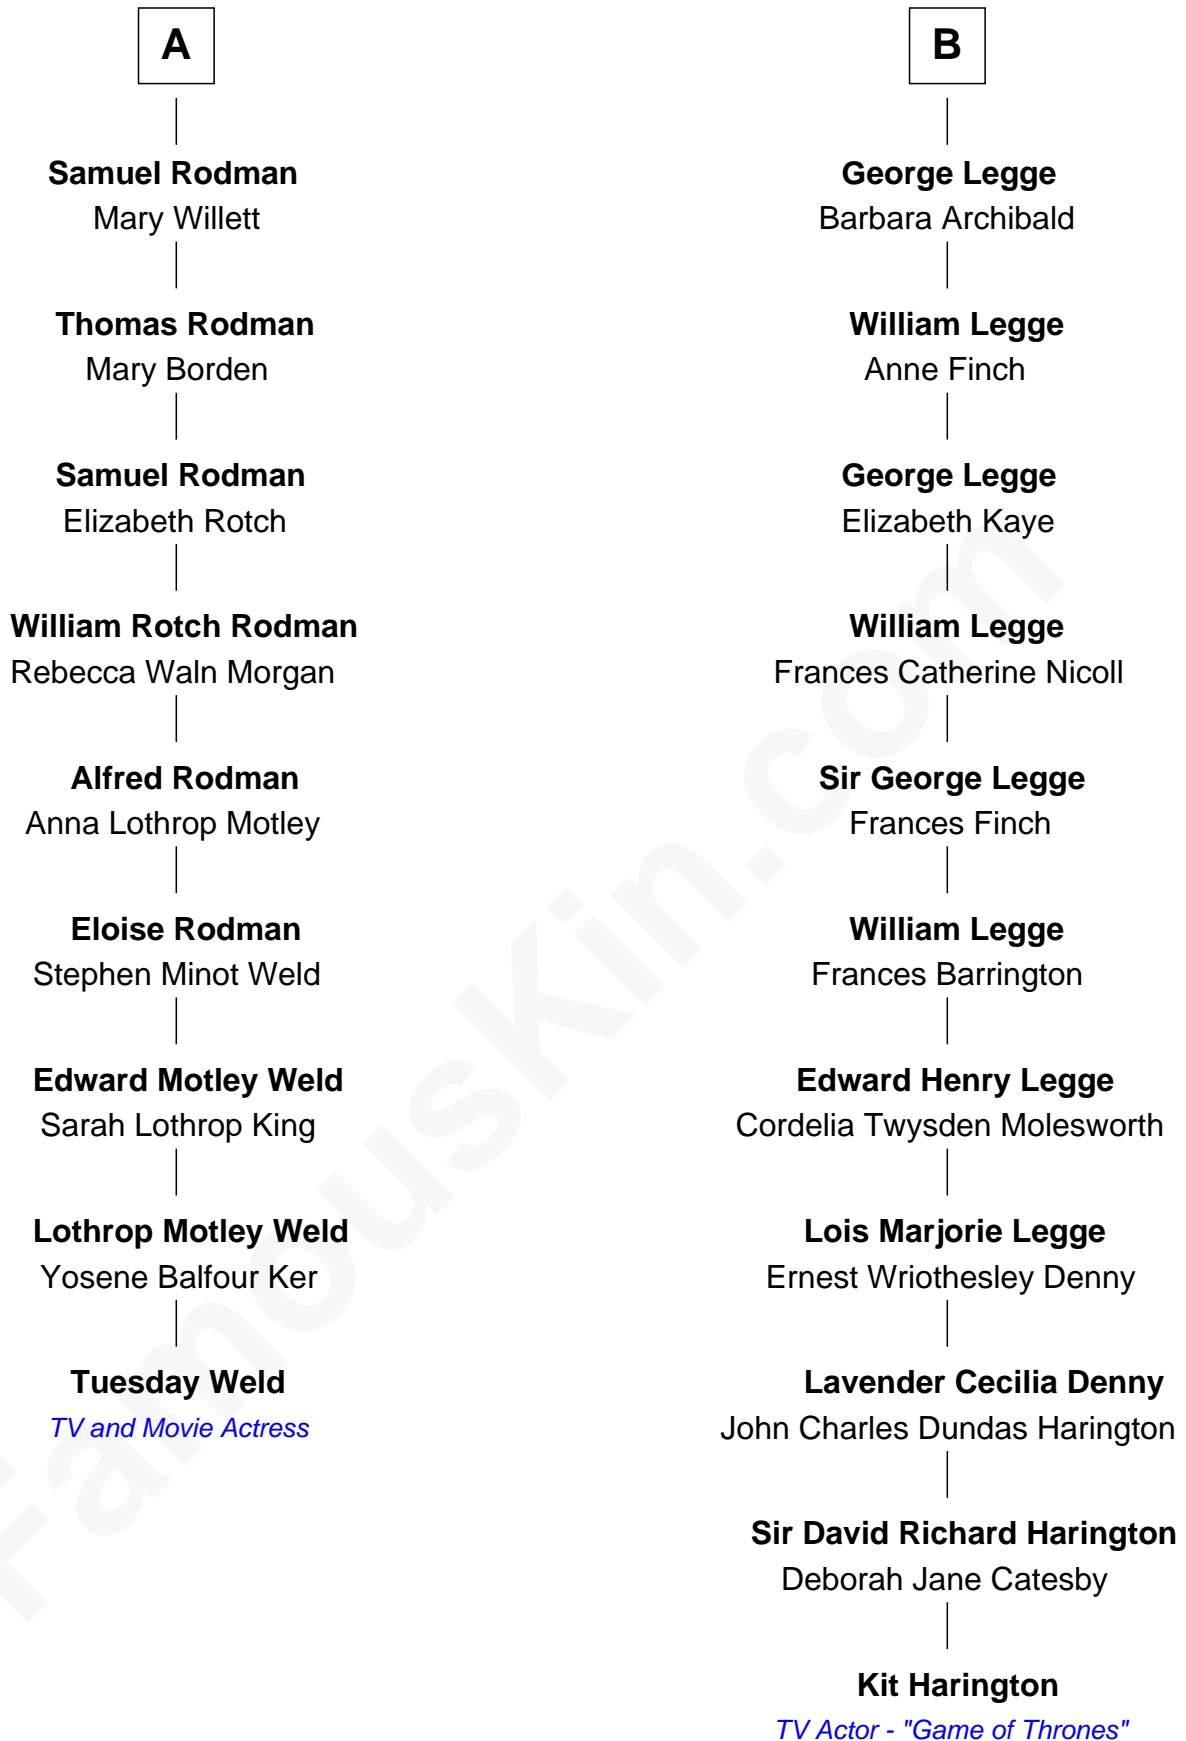 A
Samuel Rodman
Mary Willett
Thomas Rodman
Mary Borden
Samuel Rodman
Elizabeth Rotch
William Rotch Rodman
Rebecca Waln Morgan
Alfred Rodman
Anna Lothrop Motley
Eloise Rodman
Stephen Minot Weld
Edward Motley Weld
Sarah Lothrop King
Lothrop Motley Weld
Yosene Balfour Ker
Tuesday Weld
TV and Movie Actress
B
George Legge
Barbara Archibald
William Legge
Anne Finch
George Legge
Elizabeth Kaye
William Legge
Frances Catherine Nicoll
Sir George Legge
Frances Finch
William Legge
Frances Barrington
Edward Henry Legge
Cordelia Twysden Molesworth
Lois Marjorie Legge
Ernest Wriothesley Denny
Lavender Cecilia Denny
John Charles Dundas Harington
Sir David Richard Harington
Deborah Jane Catesby
Kit Harington
TV Actor - "Game of Thrones"
FamousKin.com